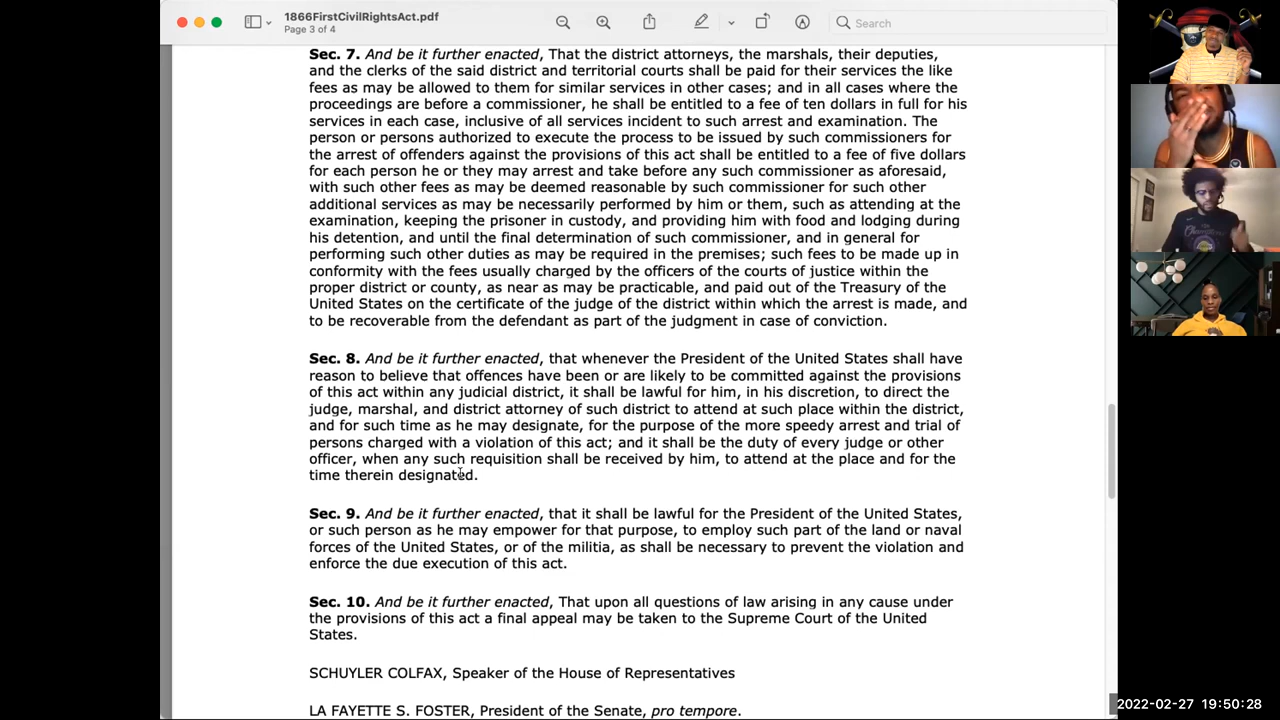 1866FirstCivilRightsAct.pdf
Page 3 of 4
Search
Sec. 7. And be it further enacted, That the district attorneys, the marshals, their deputies,
and the clerks of the said district and territorial courts shall be paid for their services the like
fees as may be allowed to them for similar services in other cases; and in all cases where the
proceedings are before a commissioner, he shall be entitled to a fee of ten dollars in full for his
services in each case, inclusive of all services incident to such arrest and examination. The
person or persons authorized to execute the process to be issued by such commissioners for
the arrest of offenders against the provisions of this act shall be entitled to a fee of five dollars
for each person he or they may arrest and take before any such commissioner as aforesaid,
with such other fees as may be deemed reasonable by such commissioner for such other
additional services as may be necessarily performed by him or them, such as attending at the
examination, keeping the prisoner in custody, and providing him with food and lodging during
his detention, and until the final determination of such commissioner, and in general for
performing such other duties as may be required in the premises; such fees to be made up in
conformity with the fees usually charged by the officers of the courts of justice within the
proper district or county, as near as may be practicable, and paid out of the Treasury of the
United States on the certificate of the judge of the district within which the arrest is made, and
to be recoverable from the defendant as part of the judgment in case of conviction.
Sec. 8. And be it further enacted, that whenever the President of the United States shall have
reason to believe that offences have been or are likely to be committed against the provisions
of this act within any judicial district, it shall be lawful for him, in his discretion, to direct the
judge, marshal, and district attorney of such district to attend at such place within the district,
and for such time as he may designate, for the purpose of the more speedy arrest and trial of
persons charged with a violation of this act; and it shall be the duty of every judge or other
officer, when any such requisition shall be received by him, to attend at the place and for the
time therein designated.
Sec. 9. And be it further enacted, that it shall be lawful for the President of the United States,
or such person as he may empower for that purpose, to employ such part of the land or naval
forces of the United States, or of the militia, as shall be necessary to prevent the violation and
enforce the due execution of this act.
Sec. 10. And be it further enacted, That upon all questions of law arising in any cause under
the provisions of this act a final appeal may be taken to the Supreme Court of the United
States.
SCHUYLER COLFAX, Speaker of the House of Representatives
LA FAYETTE S. FOSTER, President of the Senate, pro tempore.
2022-02-27 19:50:28